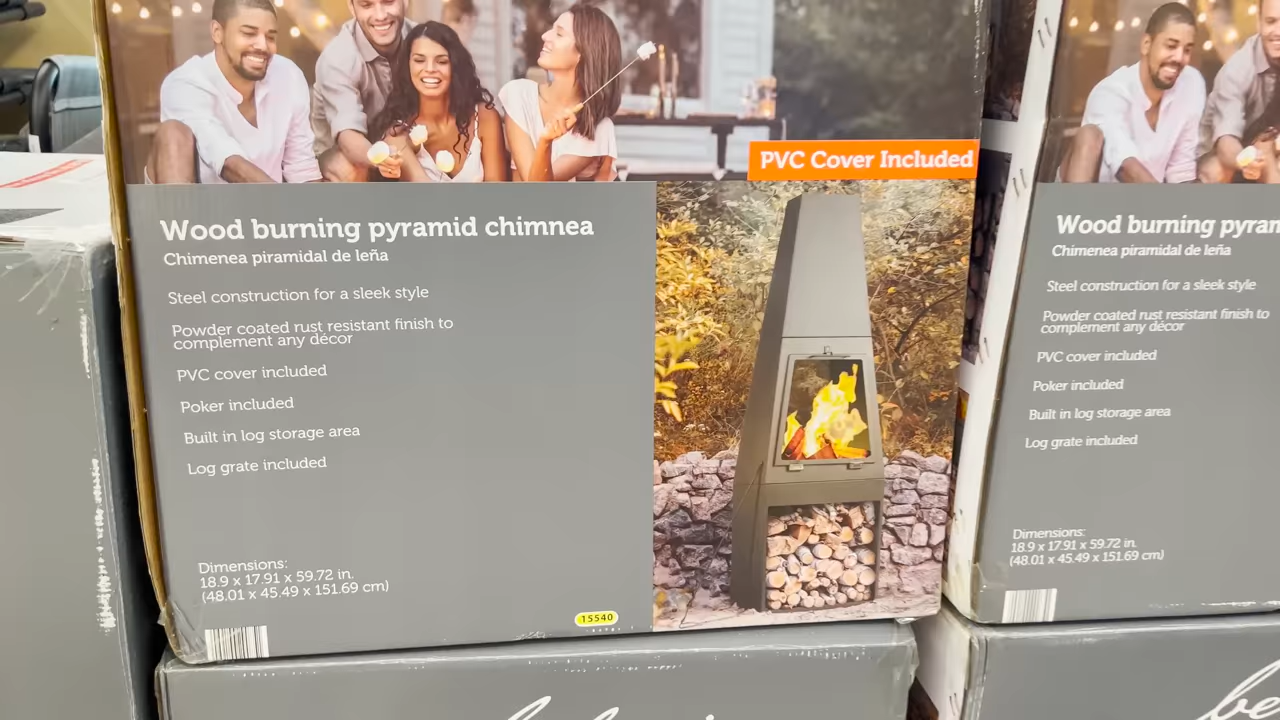 PVC Cover Included
Wood burning pyramid chimnea
Chimenea piramidal de leña
Steel construction for a sleek style
Powder coated rust resistant finish to
complement any décor
PVC cover included
Poker included
Built in log storage area
Log grate included
Dimensions:
18.9 x 17.91 x 59.72 in.
(48.01 x 45.49 x 151.69 cm)
15540
Wood burning
Chimenea piramidal de leña
Steel construction for a sleek style
Powder coated rust resistant finish to
complement any décor
PVC cover included
Poker included
Built in log storage area
Log grate included
Dimensions:
18.9 x 17.91 x 59.72 in.
(48.01 x 45.49 x 151.69 cm)